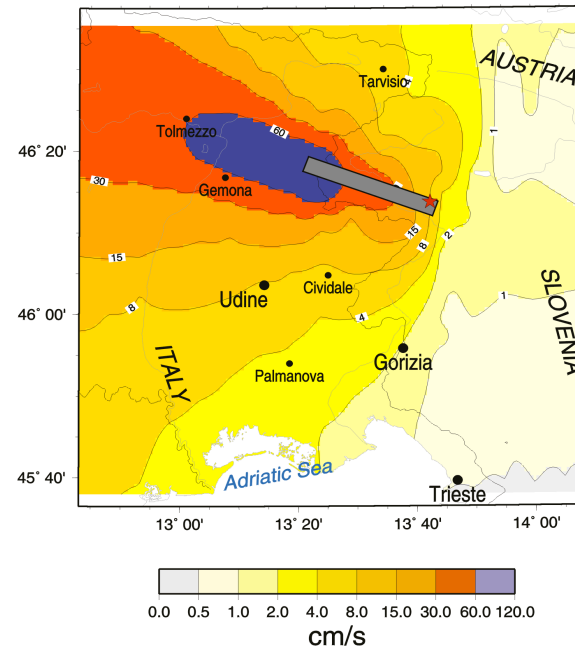 AUSTRIA
Tarvisio
4
1
60
Tolmezzo
46° 20'
30
Gemona
15
2
8
15
1
SLOVENIA
Cividale
Udine
8
4
46° 00'
Gorizia
ITALY
Palmanova
Adriatic Sea
45° 40'
Trieste
13° 00'
13° 20'
13° 40'
14° 00'
0.0 0.5 1.0 2.0 4.0 8.0 15.0 30.0 60.0 120.0
cm/s